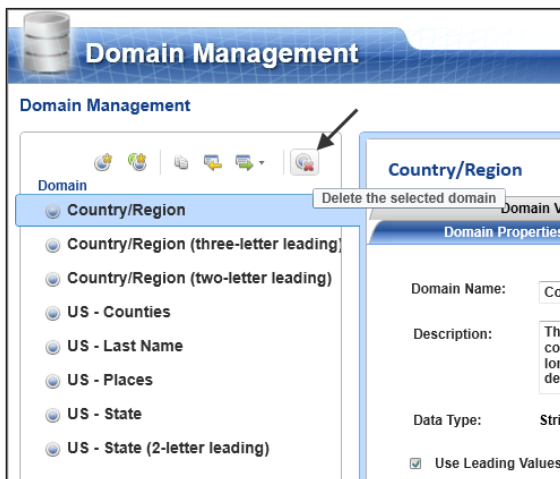 Domain Management
Domain Management
Domain
Delete the selected domain
Country/Region
Country/Region (three-letter leading)
Country/Region (two-letter leading)
US - Counties
US - Last Name
US - Places
US - State
US - State (2-letter leading)
Country/Region
Domain
Domain Properties
Domain Name:
Description:
Data Type:
Use Leading Values